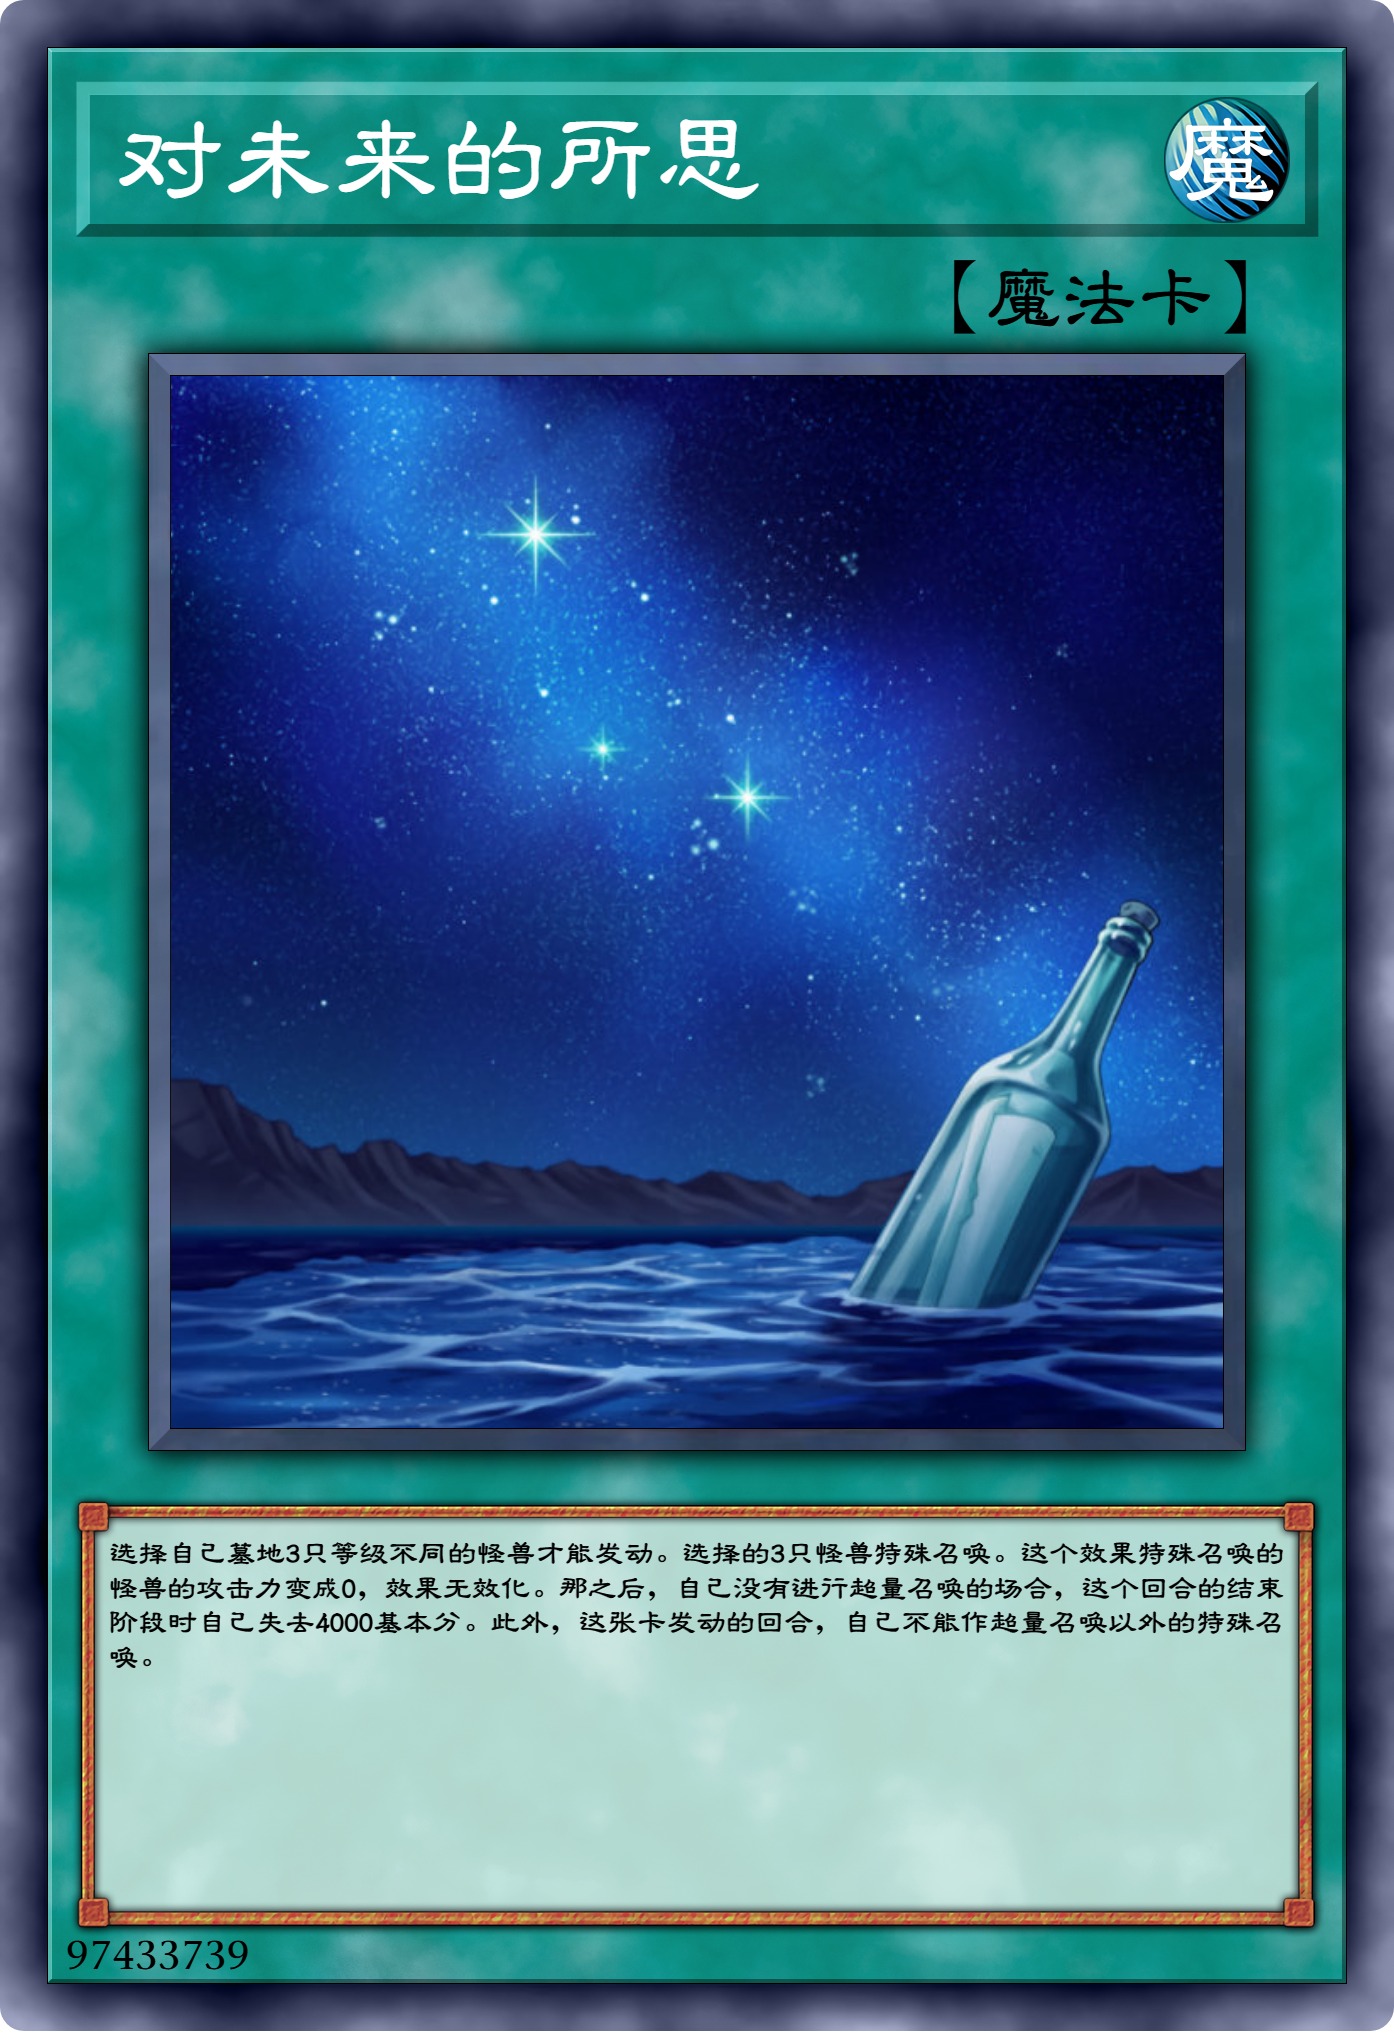 对未来的所思
魔
【魔法卡】
选择自己墓地3只等级不同的怪兽才能发动。选择的3只怪兽特殊召唤。这个效果特殊召唤的
怪兽的攻击力变成0，效果无效化。那之后，自己没有进行超量召唤的场合，这个回合的结束
阶段时自己失去4000基本分。此外，这张卡发动的回合，自己不能作超量召唤以外的特殊召
唤。
97433739